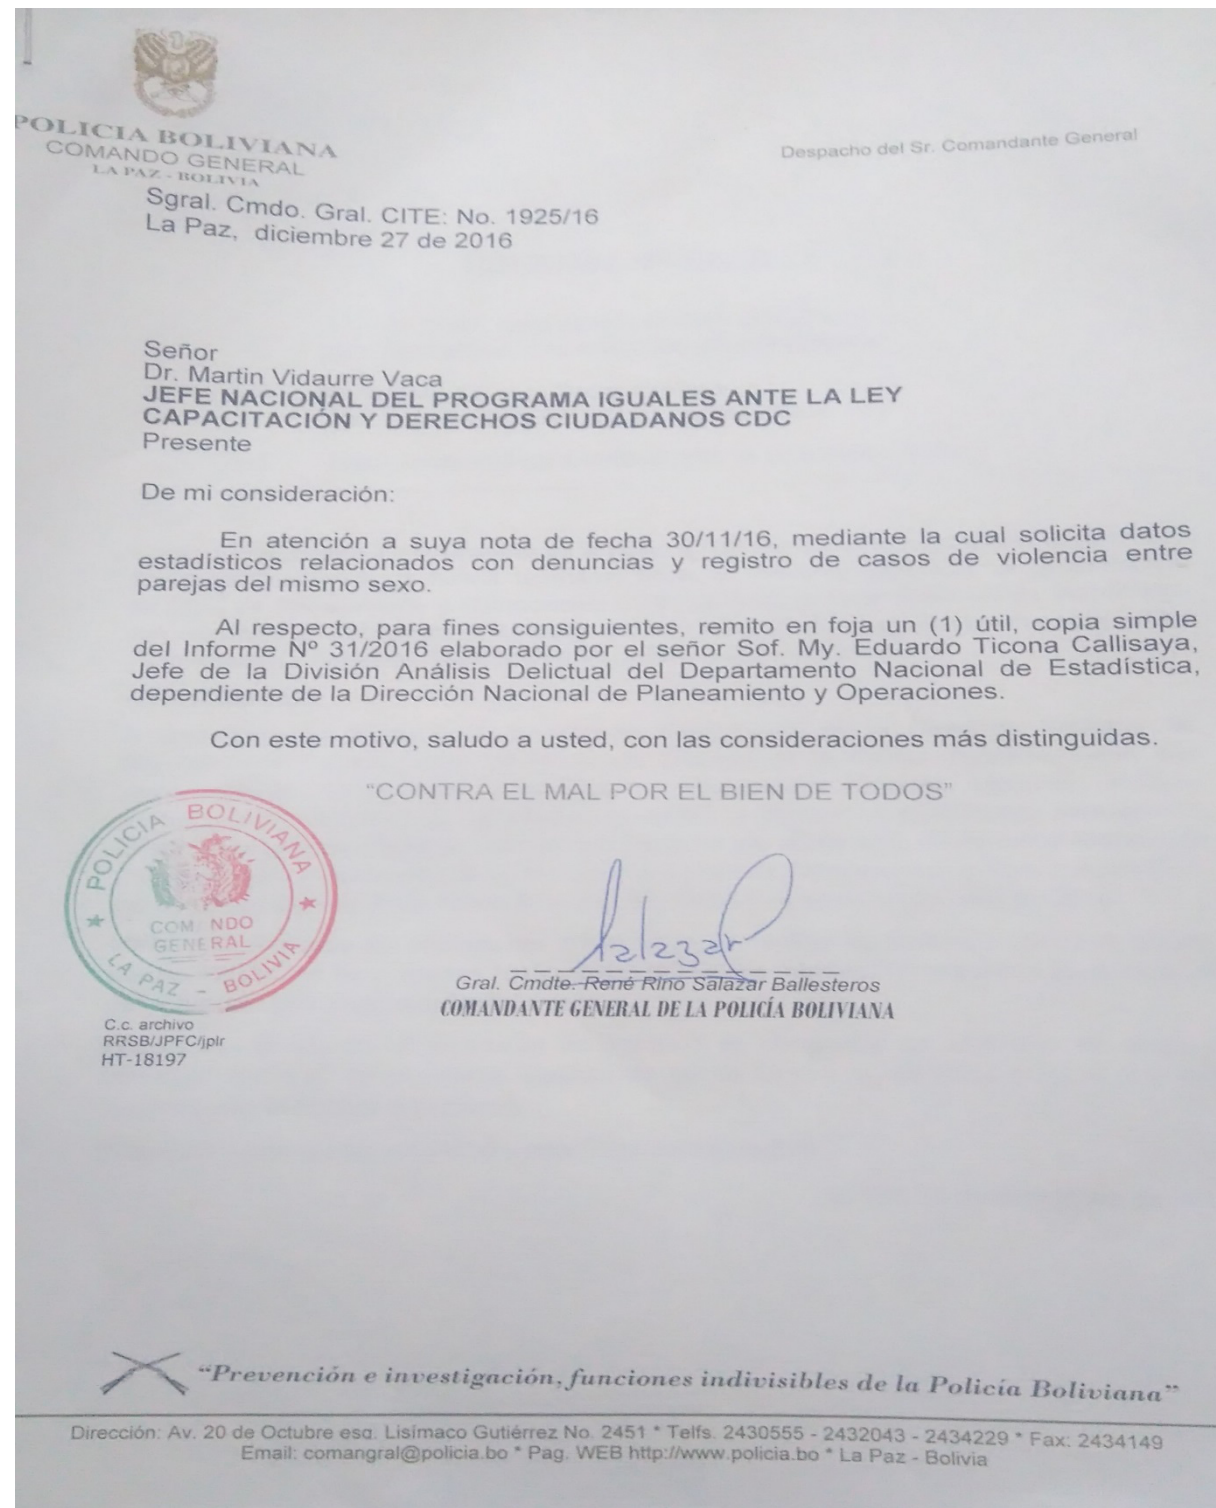 POLICIA BOLIVIANA
COMANDO GENERAL
LA PAZ - BOLIVIA
Despacho del Sr. Comandante General
Sgral. Cmdo. Gral. CITE: No. 1925/16
La Paz, diciembre 27 de 2016
Señor
Dr. Martin Vidaurre Vaca
JEFE NACIONAL DEL PROGRAMA IGUALES ANTE LA LEY
CAPACITACIÓN Y DERECHOS CIUDADANOS CDC
Presente
De mi consideración:
En atención a suya nota de fecha 30/11/16, mediante la cual solicita datos
estadísticos relacionados con denuncias y registro de casos de violencia entre
parejas del mismo sexo.
Al respecto, para fines consiguientes, remito en foja un (1) útil, copia simple
del Informe Nº 31/2016 elaborado por el señor Sof. My. Eduardo Ticona Callisaya,
Jefe de la División Análisis Delictual del Departamento Nacional de Estadística,
dependiente de la Dirección Nacional de Planeamiento y Operaciones.
Con este motivo, saludo a usted, con las consideraciones más distinguidas.
“CONTRA EL MAL POR EL BIEN DE TODOS”
POLICIA BOLIVIANA
COMANDO
GENERAL
LA PAZ - BOLIVIA
Salazar
Gral. Cmdte. René Rino Salazar Ballesteros
COMANDANTE GENERAL DE LA POLICÍA BOLIVIANA
C.c. archivo
RRSB/JPFC/jplr
HT-18197
“Prevención e investigación, funciones indivisibles de la Policía Boliviana”
Dirección: Av. 20 de Octubre esq. Lisímaco Gutiérrez No. 2451 * Telfs. 2430555 - 2432043 - 2434229 * Fax: 2434149
Email: comangral@policia.bo * Pag. WEB http://www.policia.bo * La Paz - Bolivia